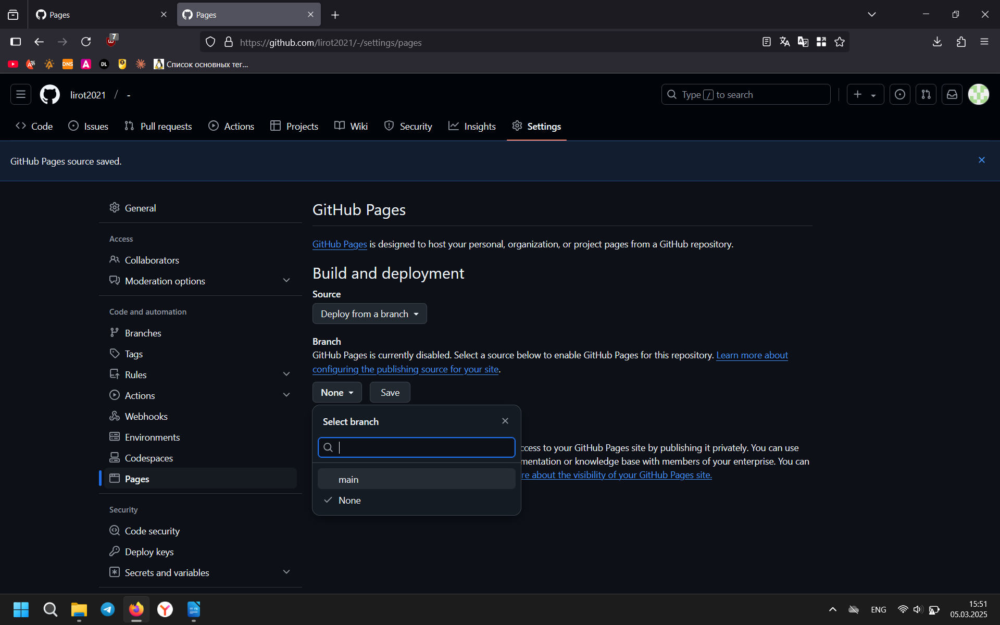 Pages
Pages
7
https://github.com/lirot2021/-/settings/pages
DNS
DL
Список основных тег...
lirot2021 / -
Type / to search
Code
Issues
Pull requests
Actions
Projects
Wiki
Security
Insights
Settings
GitHub Pages source saved.
General
Access
Collaborators
Moderation options
Code and automation
Branches
Tags
Rules
Actions
Webhooks
Environments
Codespaces
Pages
Security
Code security
Deploy keys
Secrets and variables
GitHub Pages
GitHub Pages is designed to host your personal, organization, or project pages from a GitHub repository.
Build and deployment
Source
Deploy from a branch
Branch
GitHub Pages is currently disabled. Select a source below to enable GitHub Pages for this repository. Learn more about
configuring the publishing source for your site.
None
Save
Select branch
main
None
ccess to your GitHub Pages site by publishing it privately. You can use
mentation or knowledge base with members of your enterprise. You can
re about the visibility of your GitHub Pages site.
ENG
15:51
05.03.2025